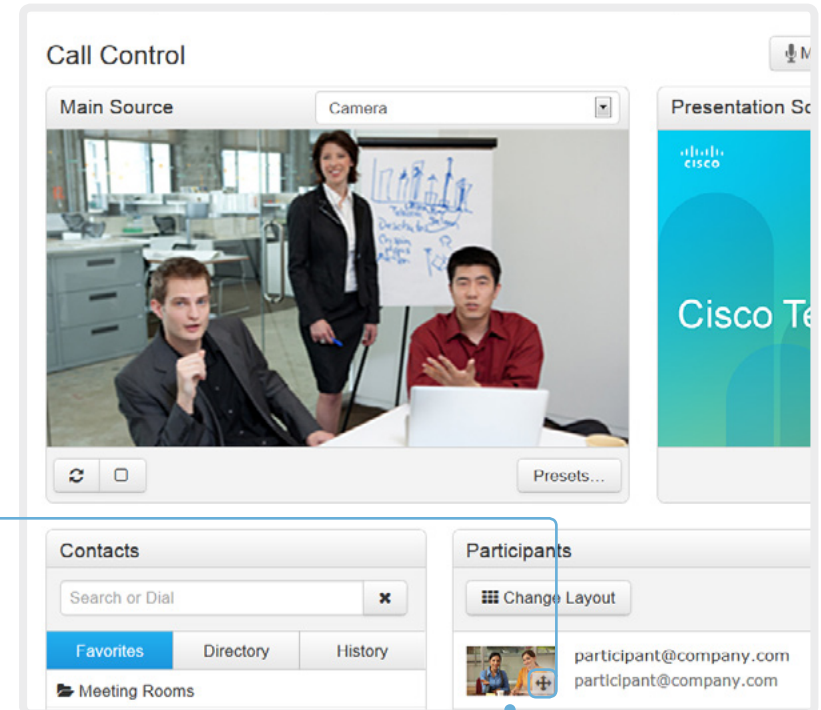 Call Control
M
Main Source
Camera
Presentation So
CISCO
Cisco Te
Presets...
Contacts
Search or Dial
Favorites
Directory
History
Meeting Rooms
Participants
Change Layout
participant@company.com
participant@company.com